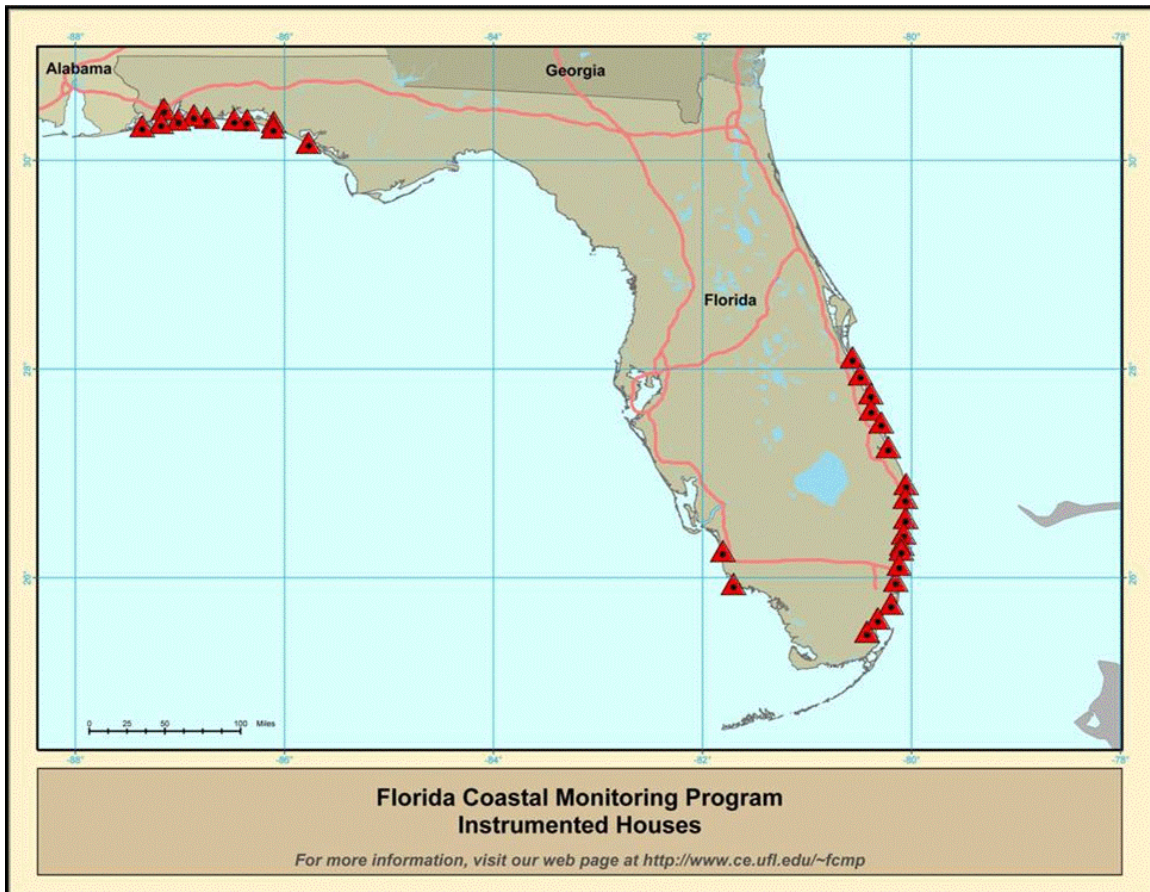 -88° -86° -84° -82° -80° -78°
Alabama
Georgia
30° 30°
Florida
28° 28°
26° 26°
0 25 50 100 Miles
-88° -86° -84° -82° -80° -78°
Florida Coastal Monitoring Program
Instrumented Houses
For more information, visit our web page at http://www.ce.ufl.edu/~fcmp